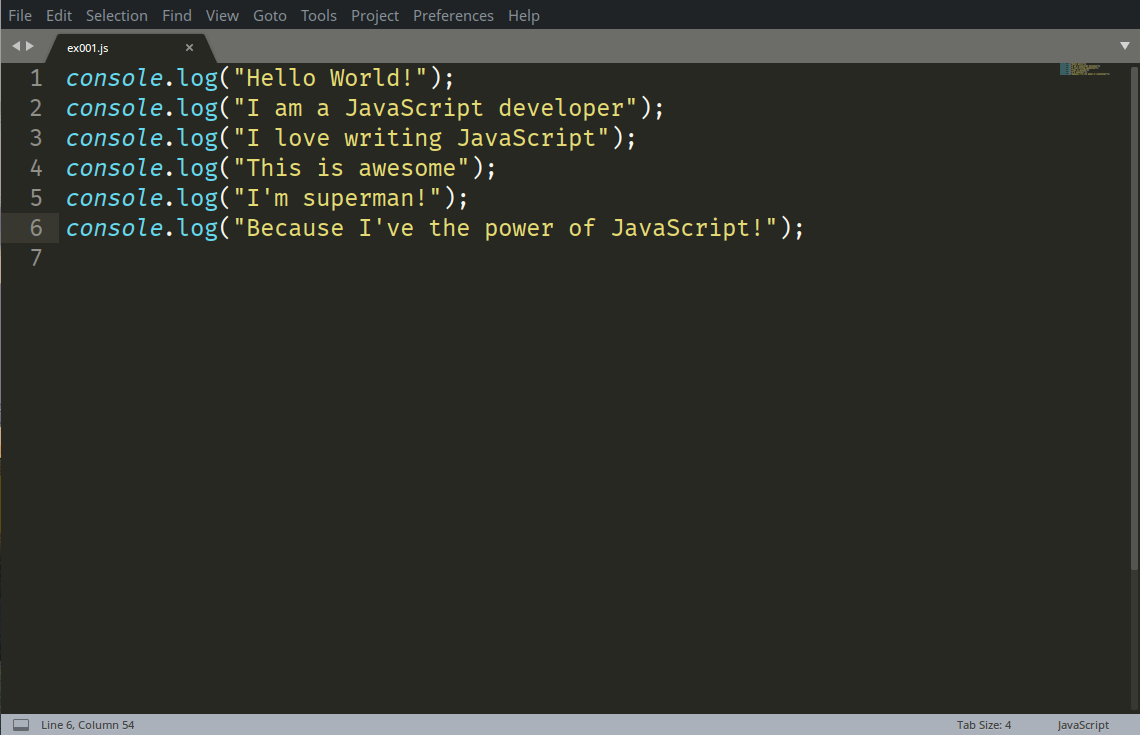 File Edit Selection Find View Goto Tools Project Preferences Help
ex001.js ×
1 console.log("Hello World!");
2 console.log("I am a JavaScript developer");
3 console.log("I love writing JavaScript");
4 console.log("This is awesome");
5 console.log("I'm superman!");
6 console.log("Because I've the power of JavaScript!");
7
Line 6, Column 54 Tab Size: 4 JavaScript